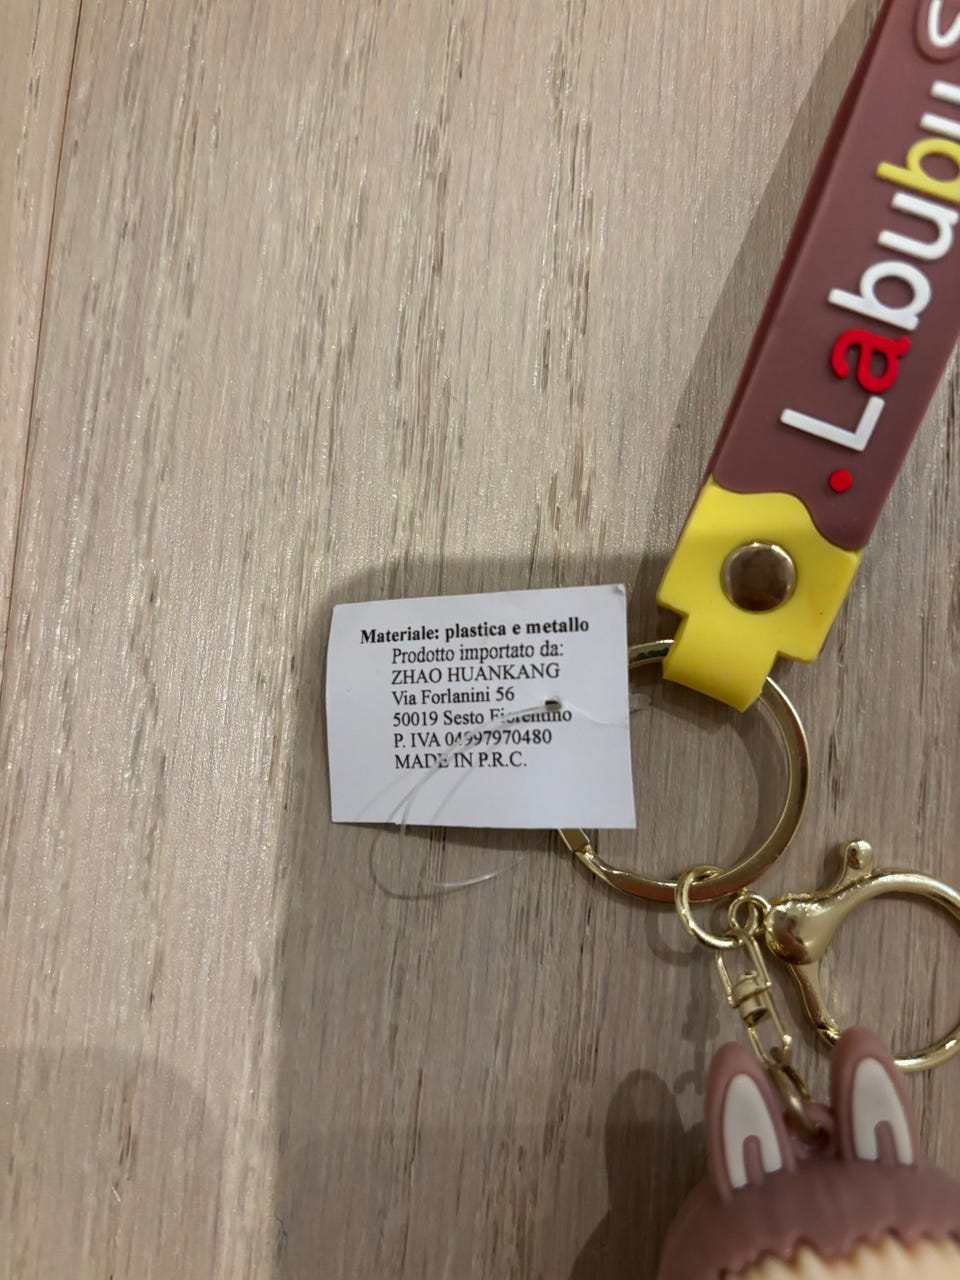 Materiale: plastica e metallo
Prodotto importato da:
ZHAO HUANKANG
Via Forlanini 56
50019 Sesto Fiorentino
P. IVA 04997970480
MADE IN P.R.C.
Labubu